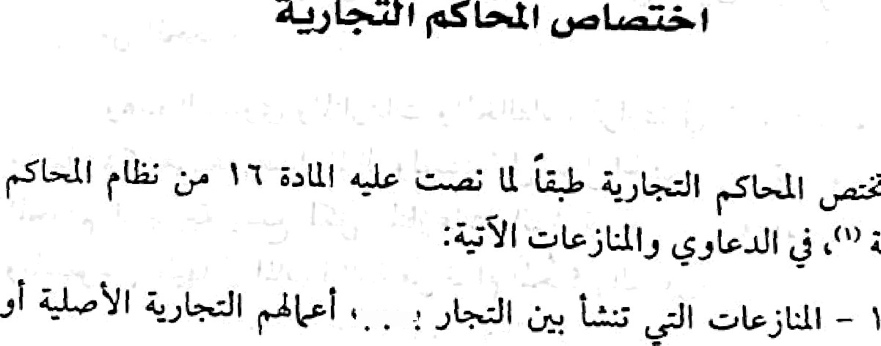 اختصاص المحاكم التجارية
تختص المحاكم التجارية طبقاً لما نصت عليه المادة ١٦ من نظام المحاكم
ة (١)، في الدعاوي والمنازعات الآتية:
١ - المنازعات التي تنشأ بين التجار أعمالهم التجارية الأصلية أو